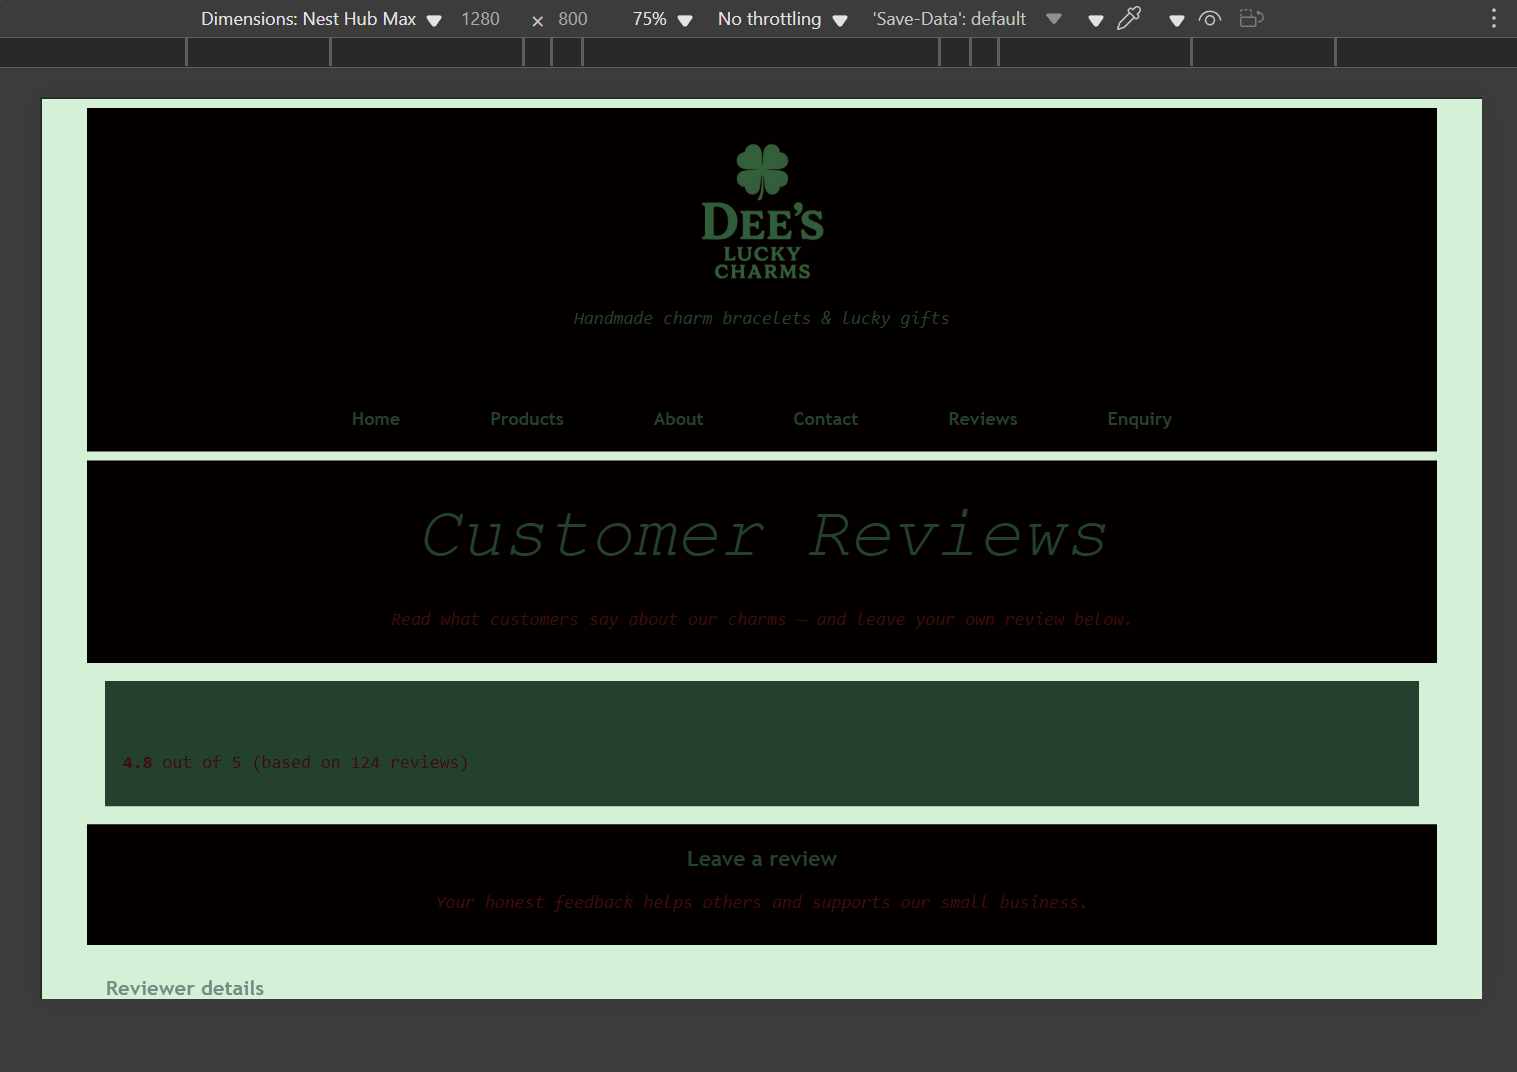 Dimensions: Nest Hub Max 1280 × 800 75% No throttling 'Save-Data': default
DEE'S
LUCKY
CHARMS
Handmade charm bracelets & lucky gifts
Home Products About Contact Reviews Enquiry
Customer Reviews
Read what customers say about our charms — and leave your own review below.
4.8 out of 5 (based on 124 reviews)
Leave a review
Your honest feedback helps others and supports our small business.
Reviewer details